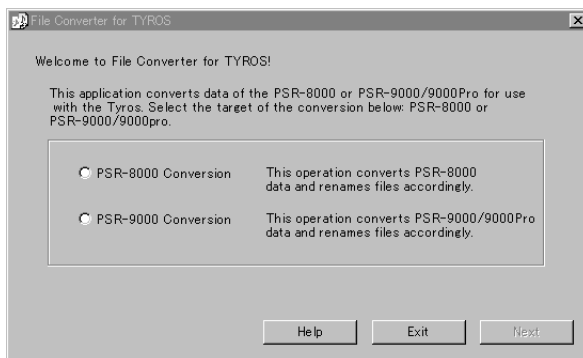 File Converter for TYROS
Welcome to File Converter for TYROS!
This application converts data of the PSR-8000 or PSR-9000/9000Pro for use
with the Tyros. Select the target of the conversion below: PSR-8000 or
PSR-9000/9000pro.
PSR-8000 Conversion
This operation converts PSR-8000
data and renames files accordingly.
PSR-9000 Conversion
This operation converts PSR-9000/9000Pro
data and renames files accordingly.
Help
Exit
Next